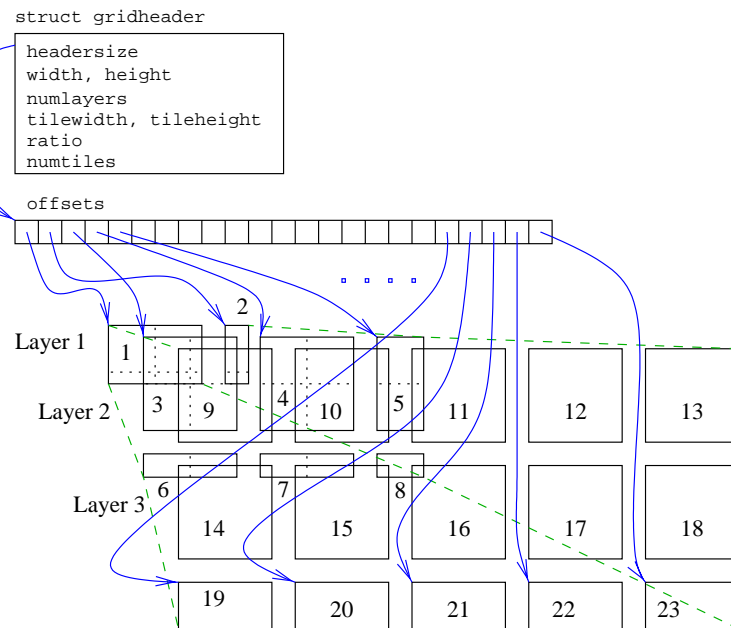 struct gridheader
headersize
width, height
numlayers
tilewidth, tileheight
ratio
numtiles
offsets
2
Layer 1
1
Layer 2
3
9
4
10
5
11
12
13
6
7
8
Layer 3
14
15
16
17
18
19
20
21
22
23